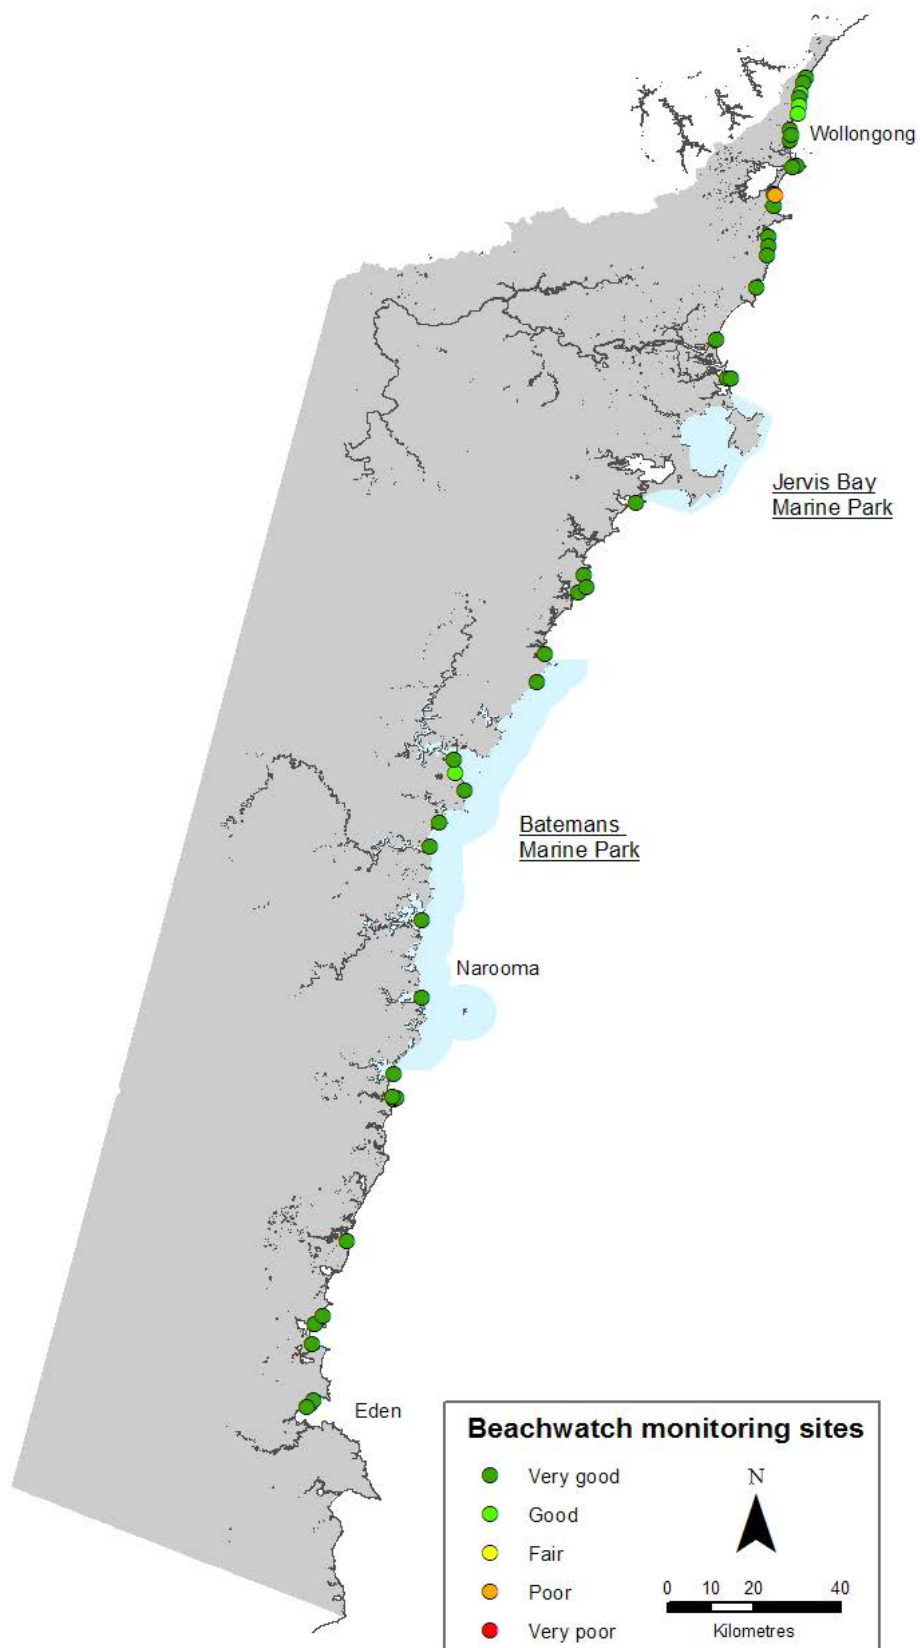 Wollongong
Jervis Bay
Marine Park
Batemans
Marine Park
Narooma
Eden
Beachwatch monitoring sites
Very good
Good
Fair
Poor
Very poor
N
0 10 20 40
Kilometres